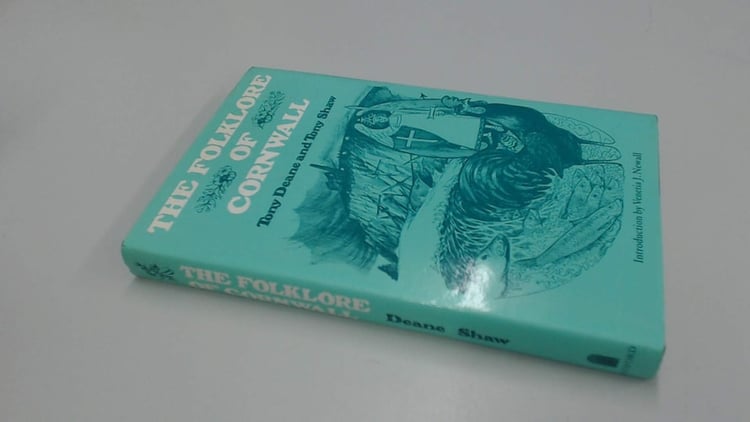 THE FOLKLORE
OF
CORNWALL
Tony Deane and Tony Shaw
Introduction by Venetia J. Newall
THE FOLKLORE
OF CORNWALL
Deane Shaw